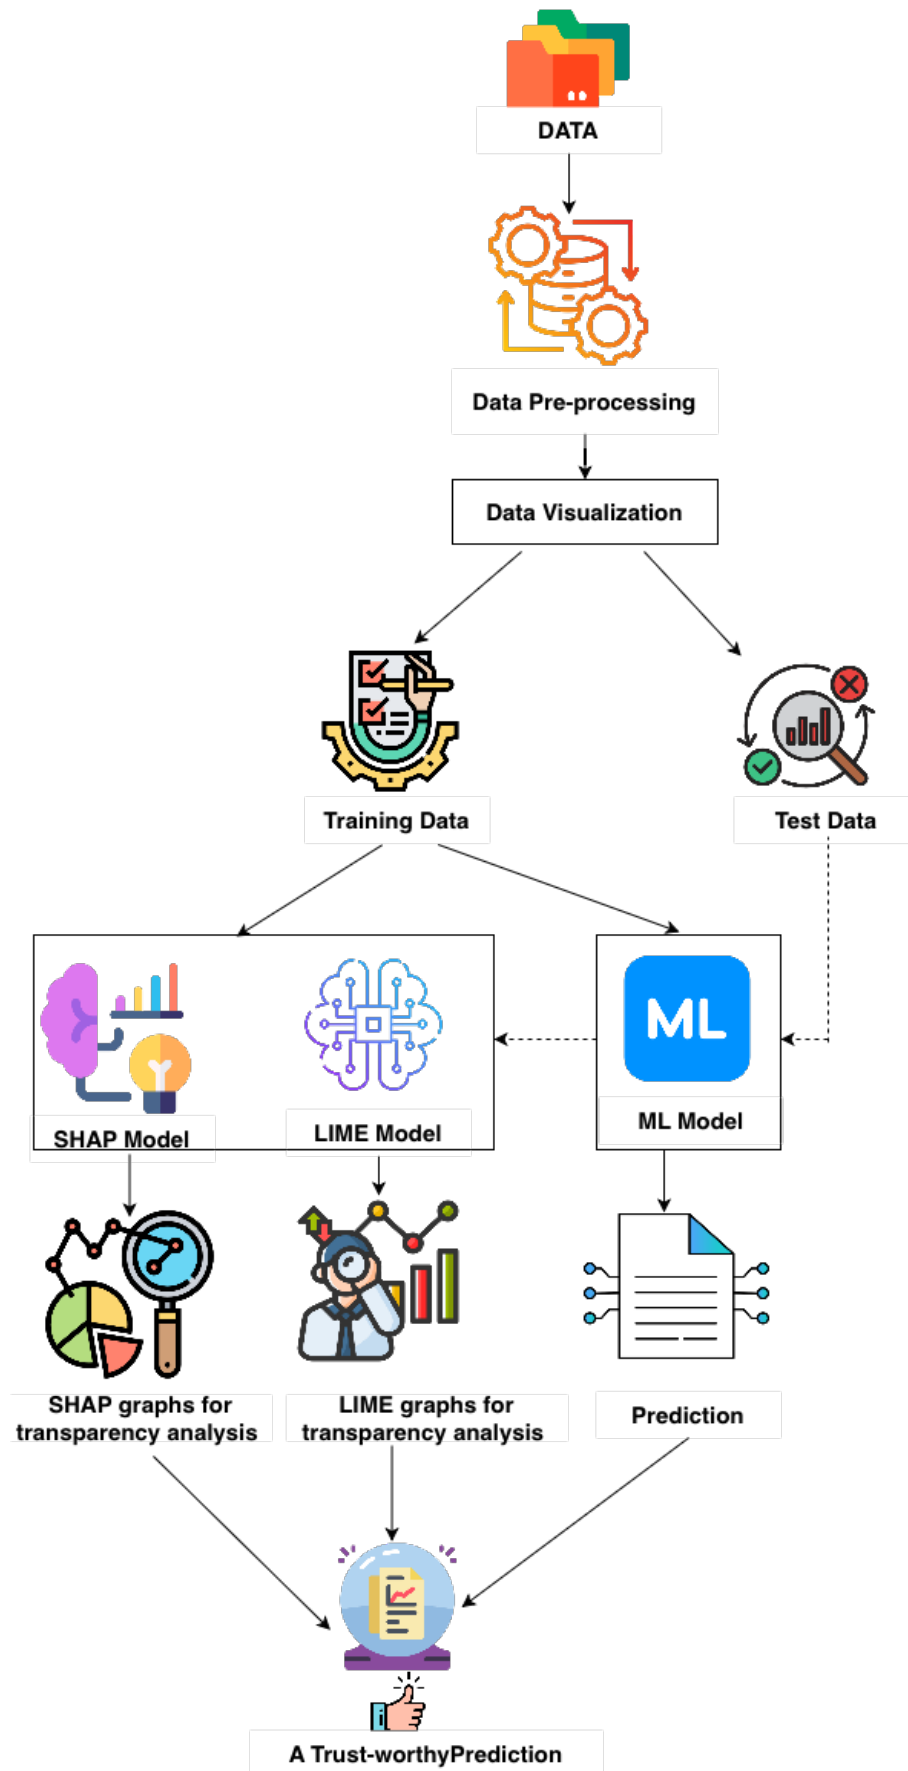 DATA
Data Pre-processing
Data Visualization
Training Data
Test Data
ML
SHAP Model
LIME Model
ML Model
SHAP graphs for
transparency analysis
LIME graphs for
transparency analysis
Prediction
A Trust-worthyPrediction